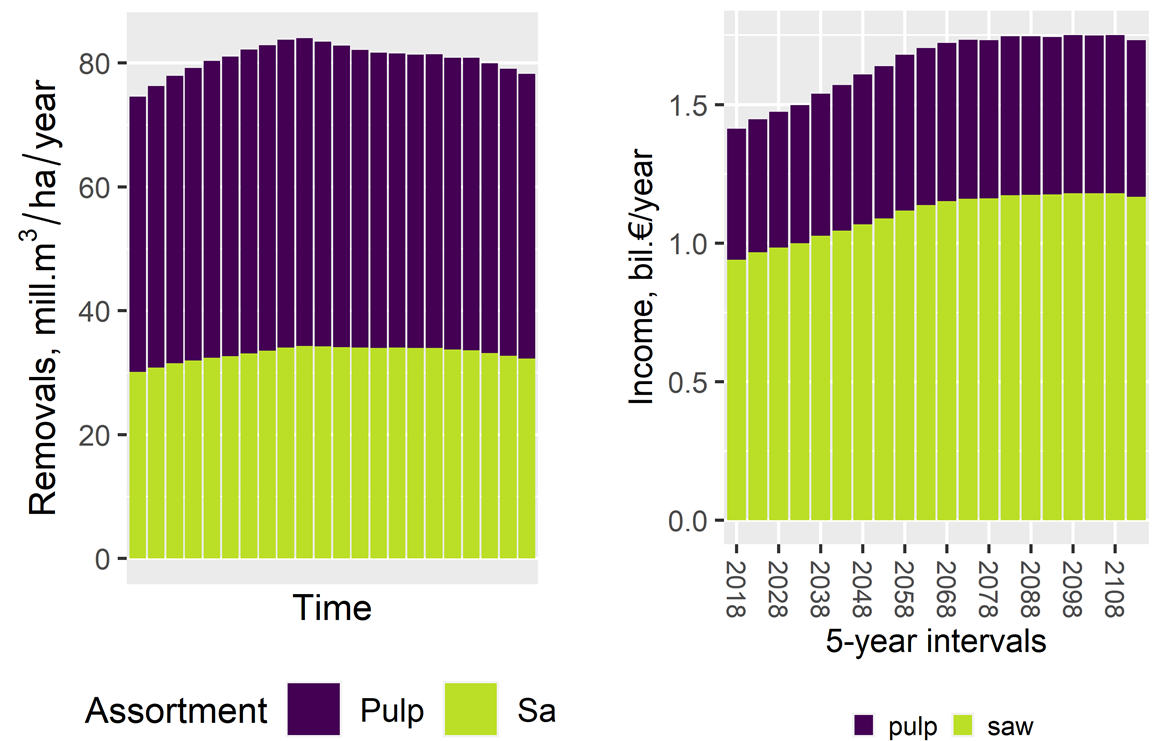 Removals, mill.m³/ha/year
80
60
40
20
0
Time
Assortment Pulp Sa
Income, bil.€/year
1.5
1.0
0.5
0.0
2018 2028 2038 2048 2058 2068 2078 2088 2098 2108
5-year intervals
pulp saw